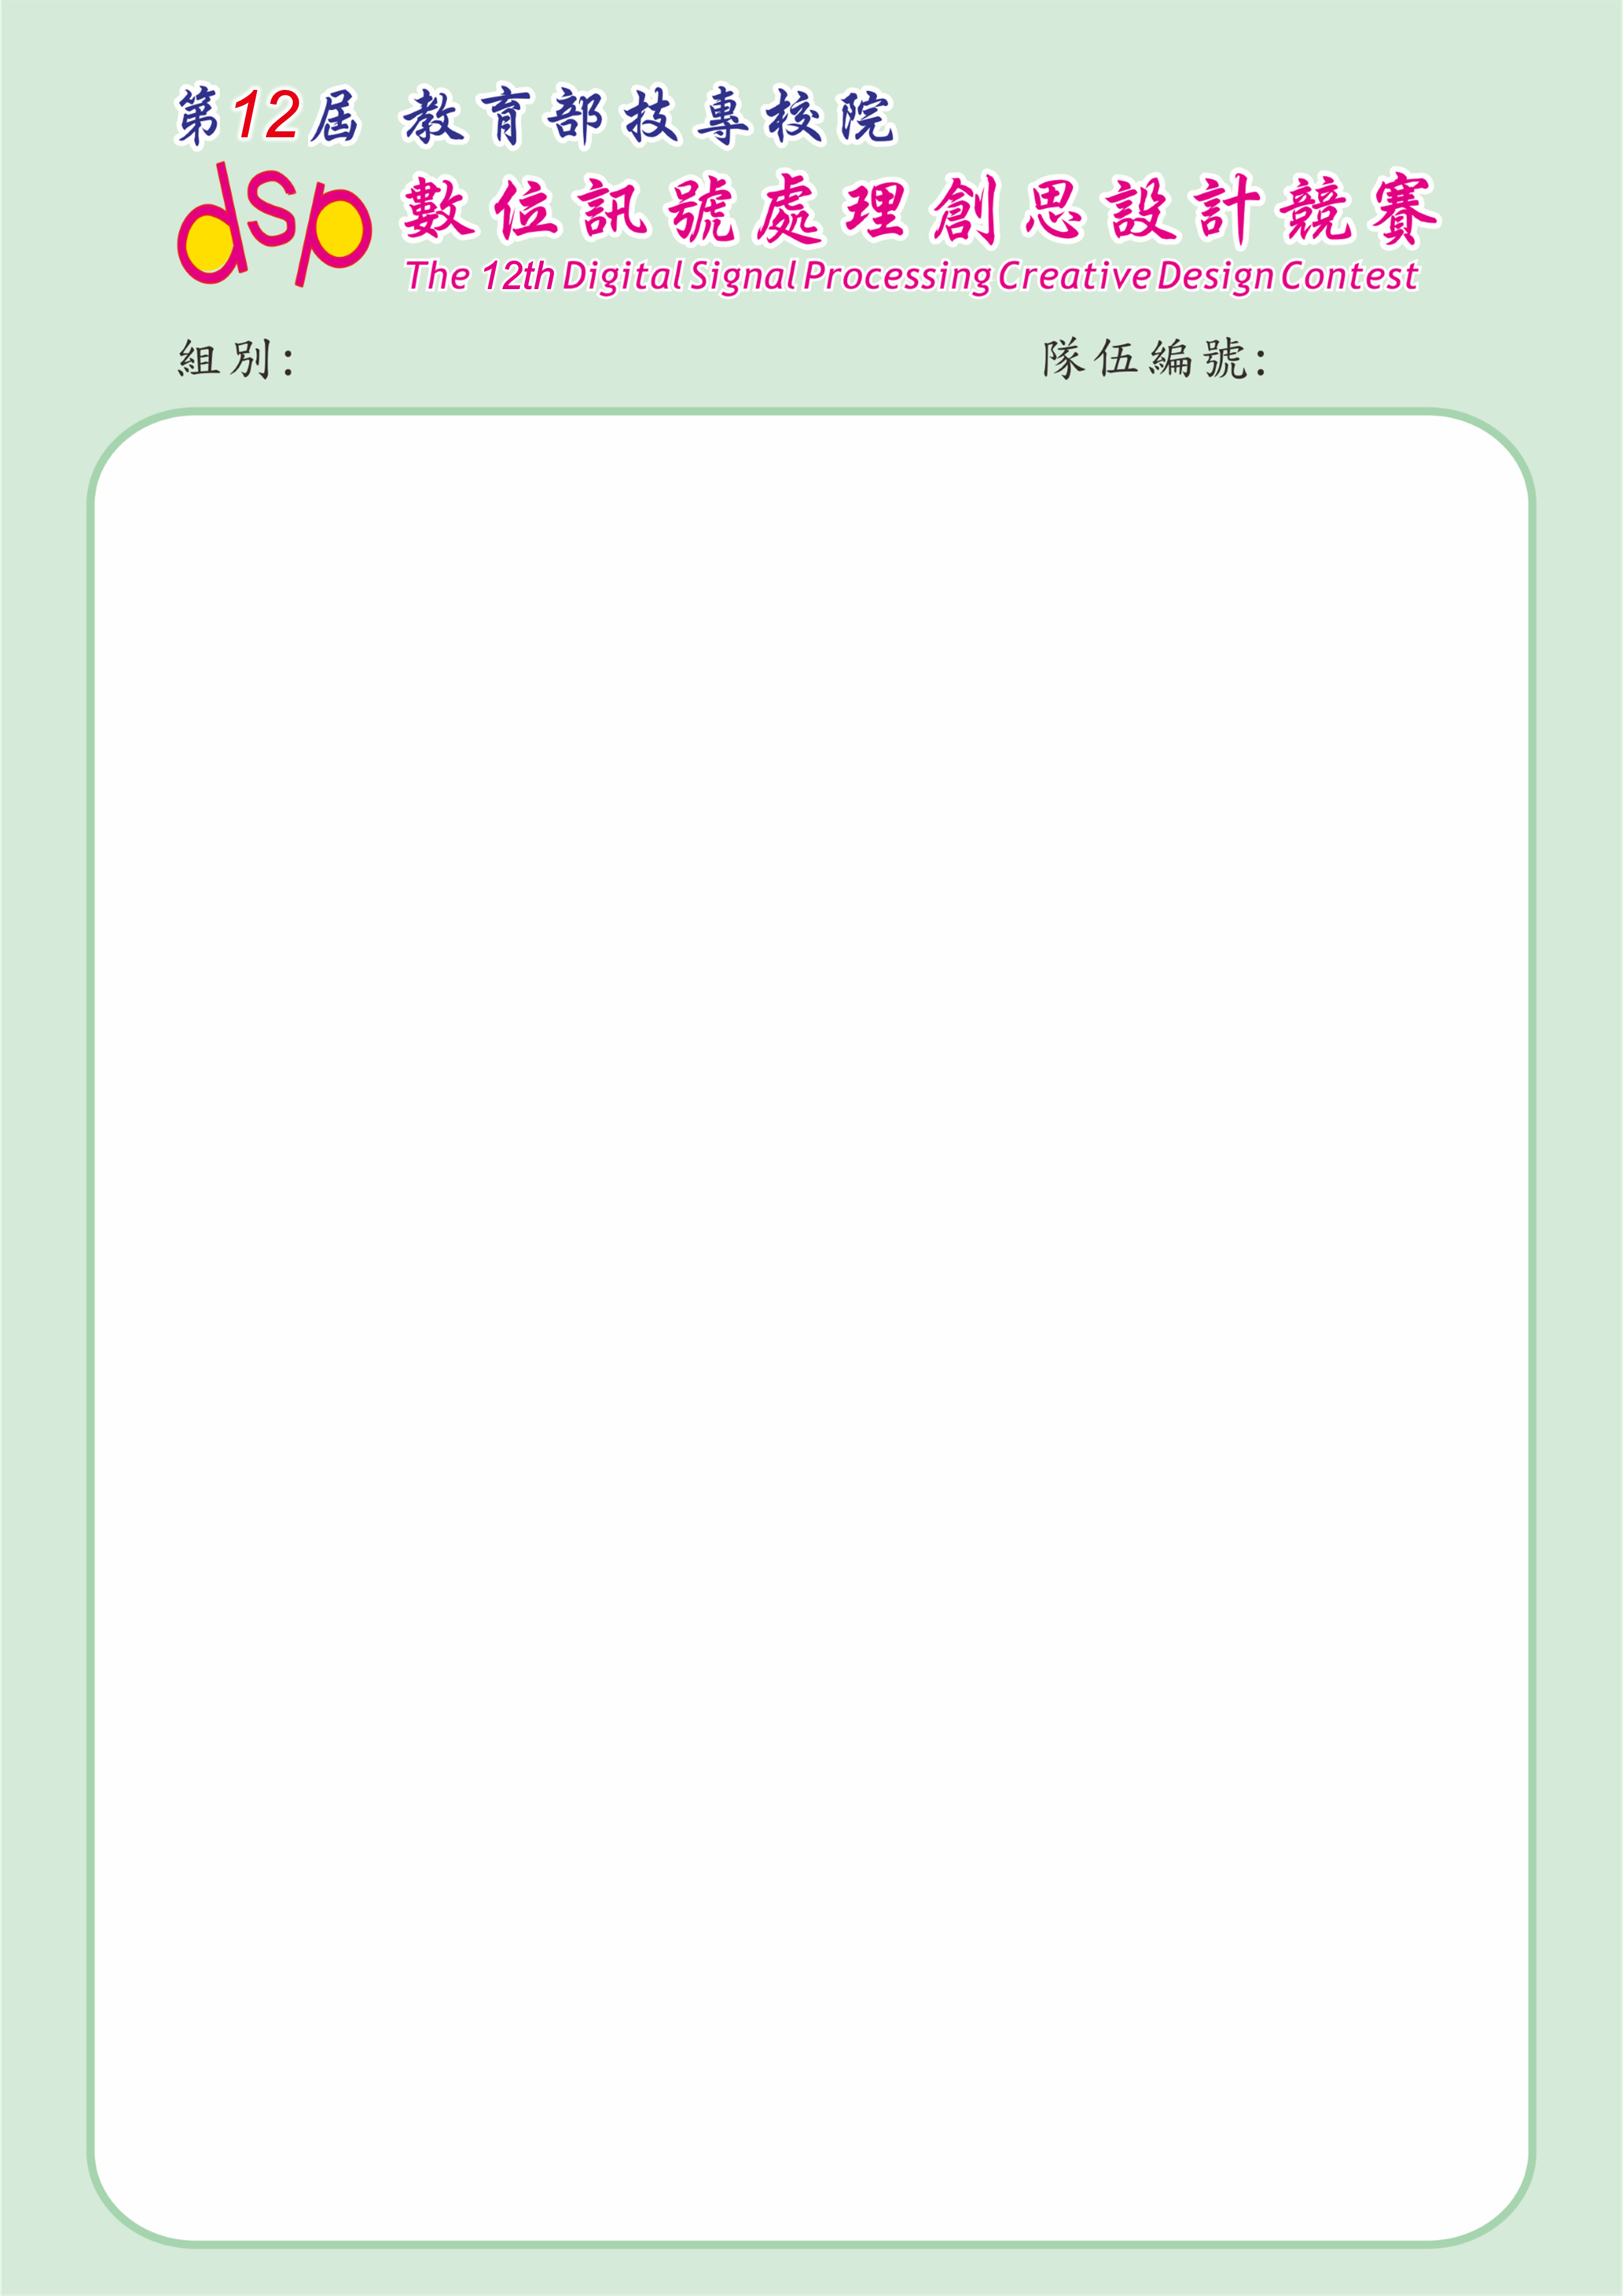 第12屆 教育部技專校院
dsp 數位訊號處理創思設計競賽
The 12th Digital Signal Processing Creative Design Contest
組別: 隊伍編號: